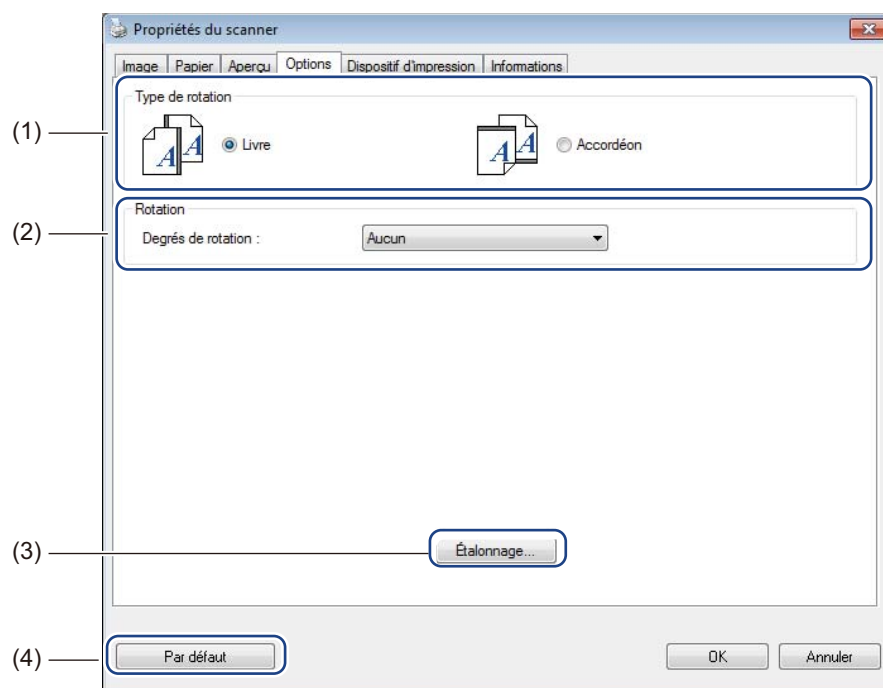 Propriétés du scanner
Image Papier Aperçu Options Dispositif d'impression Informations
Type de rotation
(1) A A Livre A A Accordéon
Rotation
(2) Degrés de rotation : Aucun
(3) Étalonnage...
(4) Par défaut OK Annuler